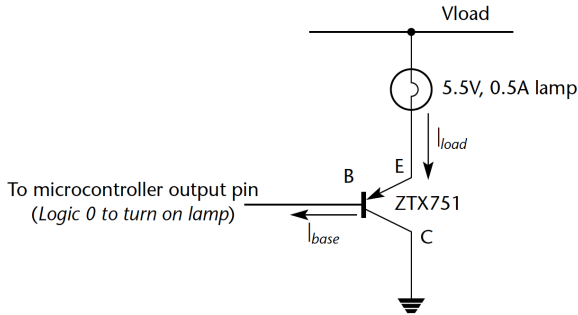 Vload
5.5V, 0.5A lamp
Iload
E
B
To microcontroller output pin
ZTX751
(Logic 0 to turn on lamp)
Ibase
C